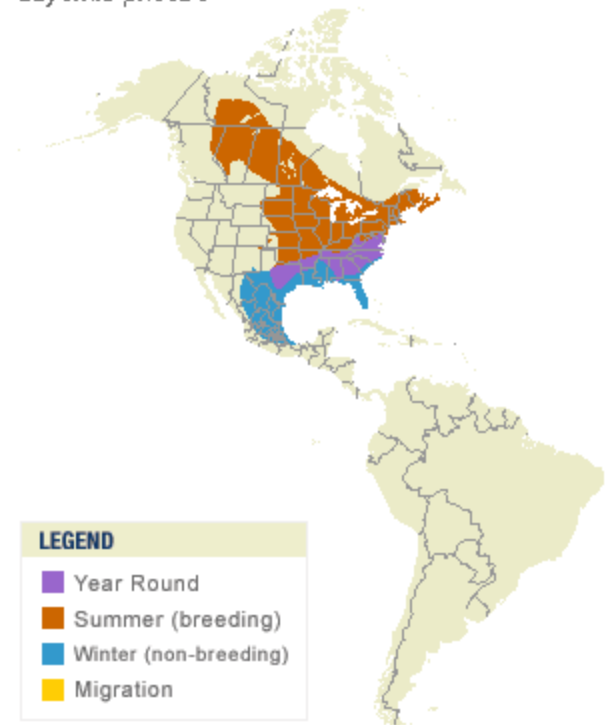 LEGEND
Year Round
Summer (breeding)
Winter (non-breeding)
Migration